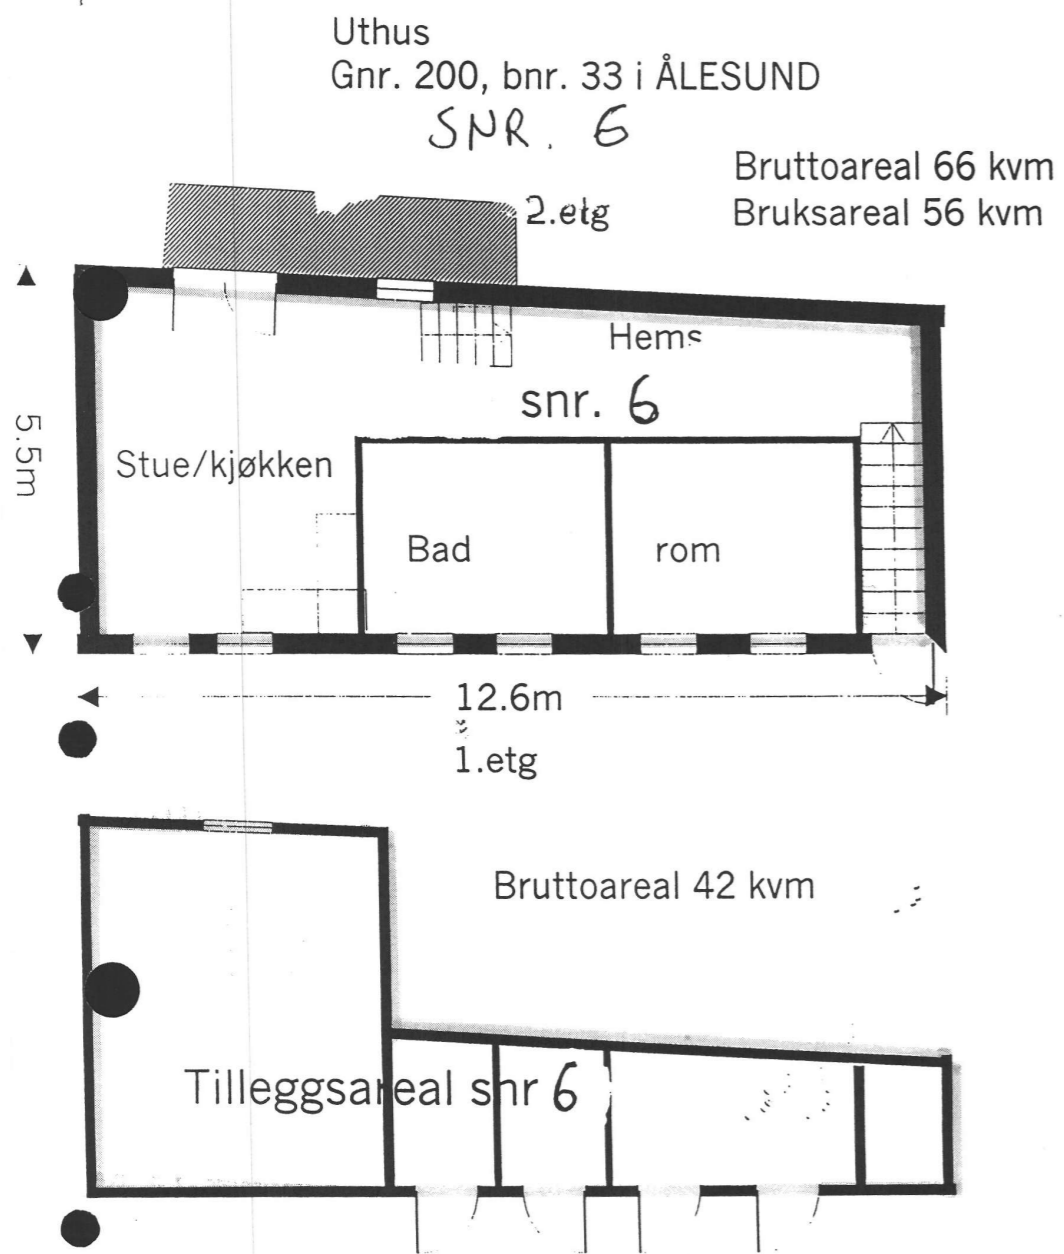 Uthus
Gnr. 200, bnr. 33 i ÅLESUND
SNR. 6
Bruttoareal 66 kvm
Bruksareal 56 kvm
2.etg
Hems
snr. 6
5.5m
Stue/kjøkken
Bad
rom
12.6m
1.etg
Bruttoareal 42 kvm
Tilleggsareal snr 6